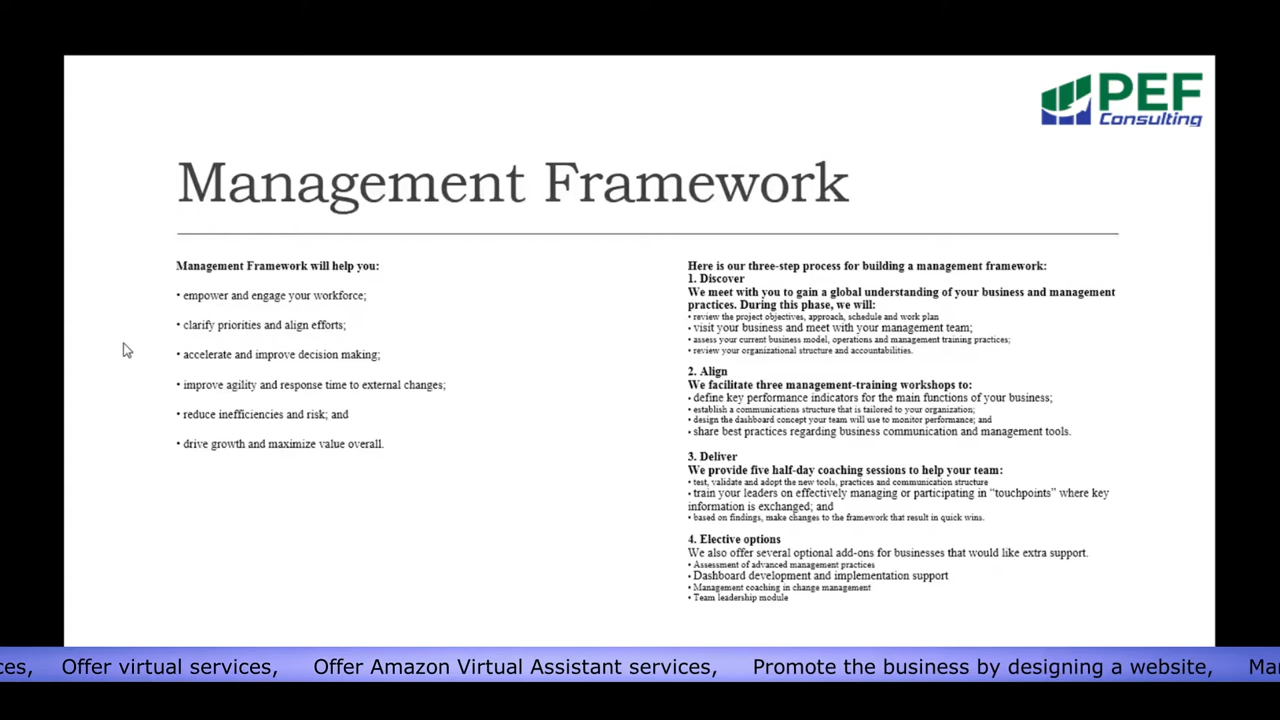 PEF
Consulting
Management Framework
Management Framework will help you:
• empower and engage your workforce;
• clarify priorities and align efforts;
• accelerate and improve decision making;
• improve agility and response time to external changes;
• reduce inefficiencies and risk; and
• drive growth and maximize value overall.
Here is our three-step process for building a management framework:
1. Discover
We meet with you to gain a global understanding of your business and management
practices. During this phase, we will:
• review the project objectives, approach, schedule and work plan
• visit your business and meet with your management team;
• assess your current business model, operations and management training practices;
• review your organizational structure and accountabilities.
2. Align
We facilitate three management-training workshops to:
• define key performance indicators for the main functions of your business;
• establish a communications structure that is tailored to your organization;
• design the dashboard concept your team will use to monitor performance; and
• share best practices regarding business communication and management tools.
3. Deliver
We provide five half-day coaching sessions to help your team:
• test, validate and adopt the new tools, practices and communication structure
• train your leaders on effectively managing or participating in “touchpoints” where key
information is exchanged; and
• based on findings, make changes to the framework that result in quick wins.
4. Elective options
We also offer several optional add-ons for businesses that would like extra support.
• Assessment of advanced management practices
• Dashboard development and implementation support
• Management coaching in change management
• Team leadership module
ces, Offer virtual services, Offer Amazon Virtual Assistant services, Promote the business by designing a website, Mar